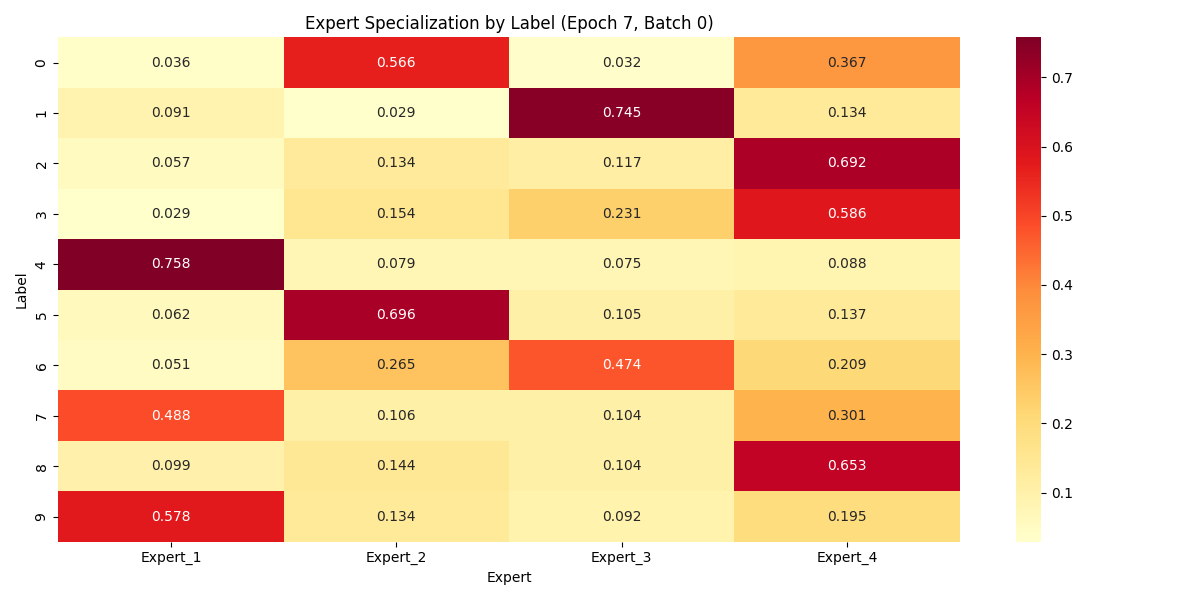 Expert Specialization by Label (Epoch 7, Batch 0)
0 0.036 0.566 0.032 0.367
1 0.091 0.029 0.745 0.134
2 0.057 0.134 0.117 0.692
3 0.029 0.154 0.231 0.586
4 0.758 0.079 0.075 0.088
5 0.062 0.696 0.105 0.137
6 0.051 0.265 0.474 0.209
7 0.488 0.106 0.104 0.301
8 0.099 0.144 0.104 0.653
9 0.578 0.134 0.092 0.195
Label
Expert_1 Expert_2 Expert_3 Expert_4
Expert
0.7
0.6
0.5
0.4
0.3
0.2
0.1